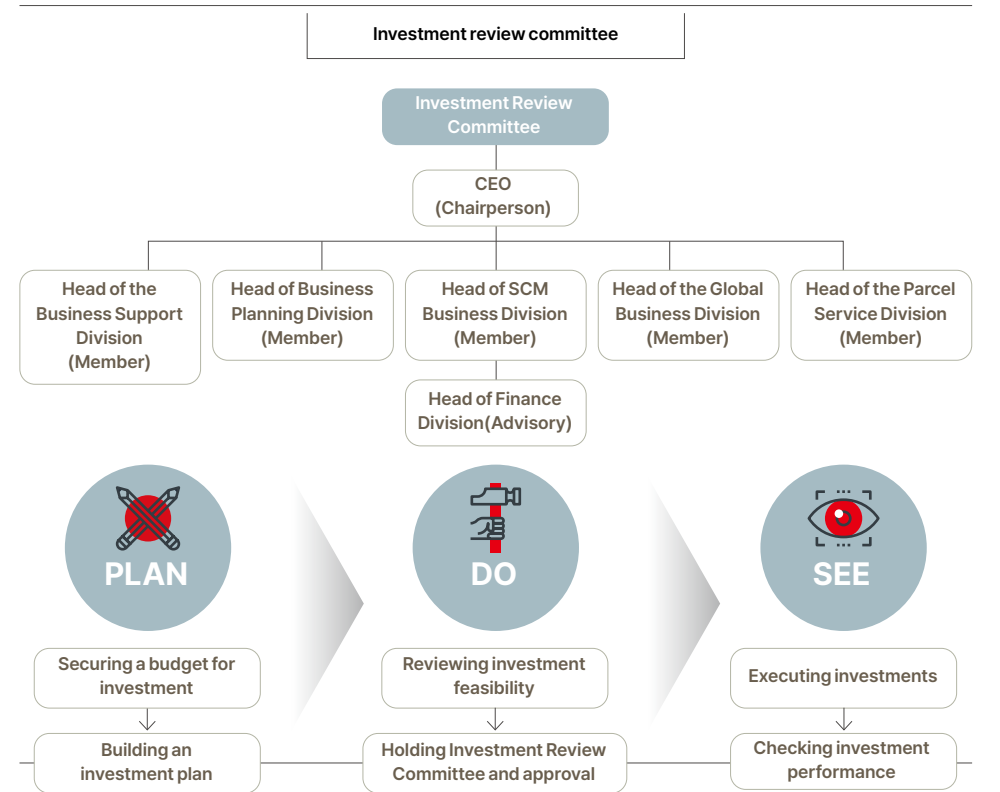 Investment review committee
Investment Review
Committee
CEO
(Chairperson)
Head of the
Business Support
Division
(Member)
Head of Business
Planning Division
(Member)
Head of SCM
Business Division
(Member)
Head of the Global
Business Division
(Member)
Head of the Parcel
Service Division
(Member)
Head of Finance
Division(Advisory)
PLAN
DO
SEE
Securing a budget for
investment
Reviewing investment
feasibility
Executing investments
Building an
investment plan
Holding Investment Review
Committee and approval
Checking investment
performance